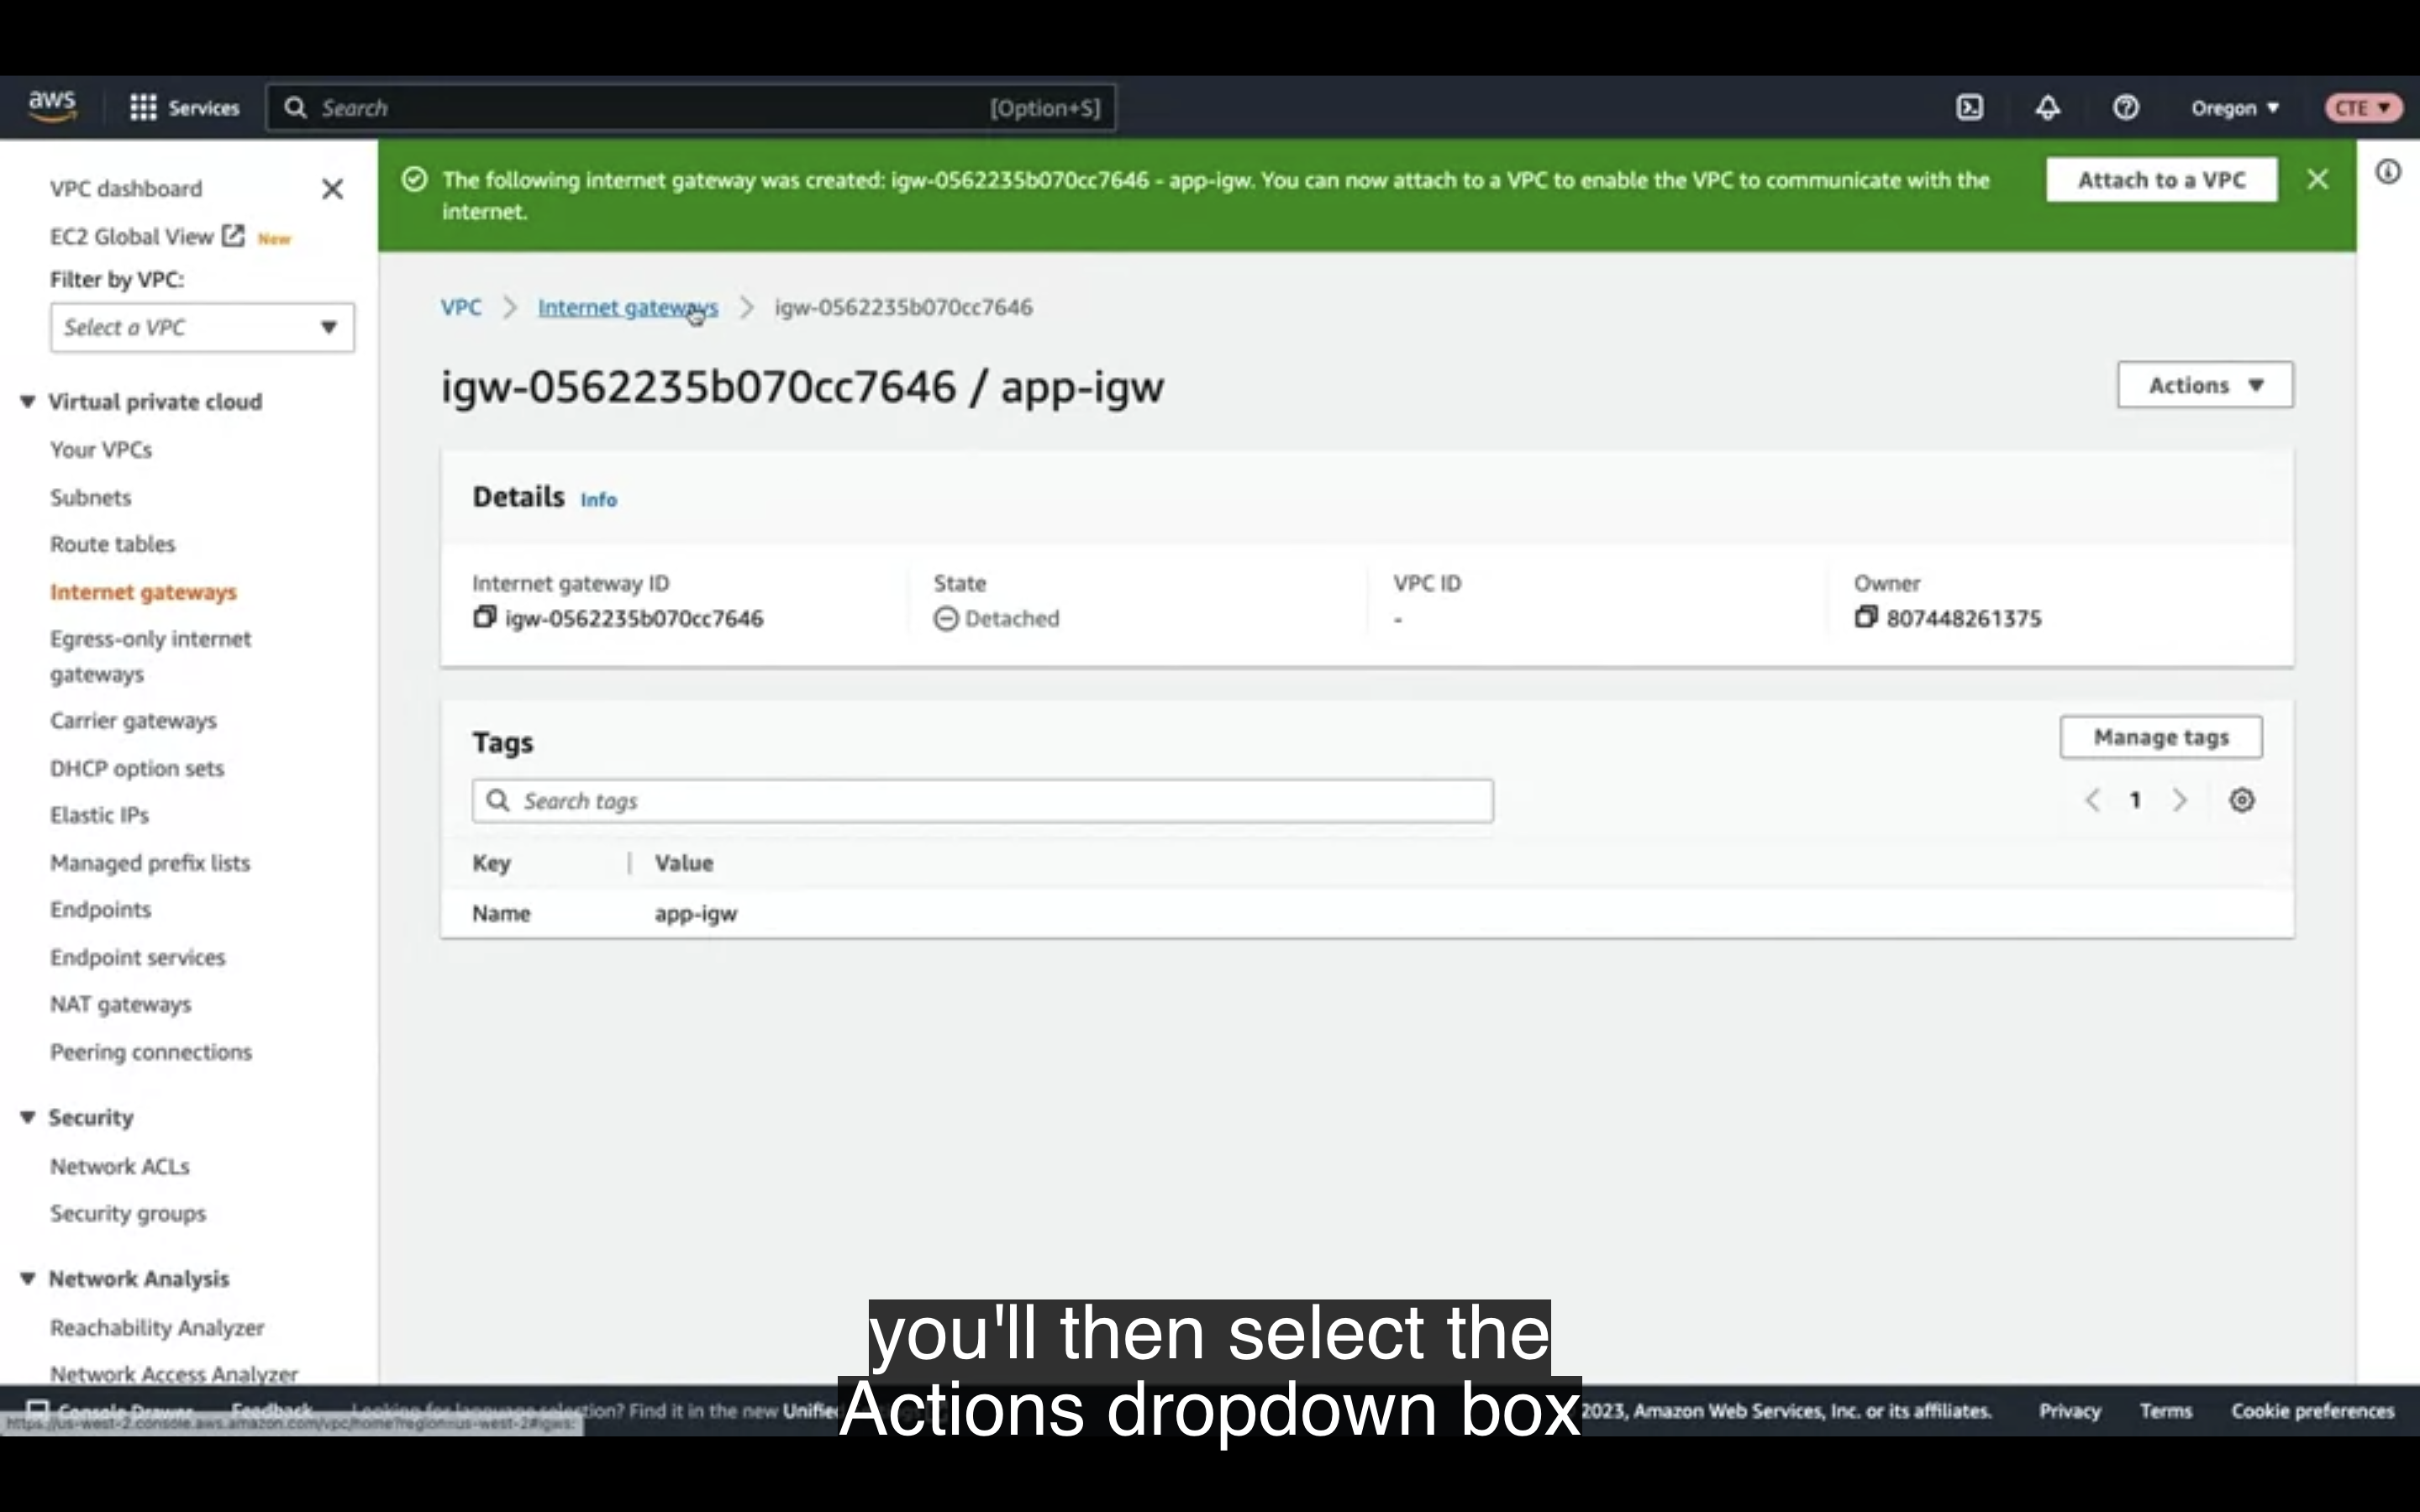 aws
Services
Search
[Option+S]
Oregon
CTE
VPC dashboard
EC2 Global View
New
Filter by VPC:
Select a VPC
Virtual private cloud
Your VPCs
Subnets
Route tables
Internet gateways
Egress-only internet
gateways
Carrier gateways
DHCP option sets
Elastic IPs
Managed prefix lists
Endpoints
Endpoint services
NAT gateways
Peering connections
Security
Network ACLs
Security groups
Network Analysis
Reachability Analyzer
Network Access Analyzer
The following internet gateway was created: igw-0562235b070cc7646 - app-igw. You can now attach to a VPC to enable the VPC to communicate with the
internet.
Attach to a VPC
VPC > Internet gateways > igw-0562235b070cc7646
igw-0562235b070cc7646 / app-igw
Actions
Details Info
Internet gateway ID
igw-0562235b070cc7646
State
Detached
VPC ID
-
Owner
807448261375
Tags
Manage tags
Search tags
1
Key
Value
Name
app-igw
you'll then select the
Actions dropdown box
Console Drawer
Feedback
Looking for language selection? Find it in the new Unified
2023, Amazon Web Services, Inc. or its affiliates.
Privacy
Terms
Cookie preferences
https://us-west-2.console.aws.amazon.com/vpc/home?region=us-west-2#igws: